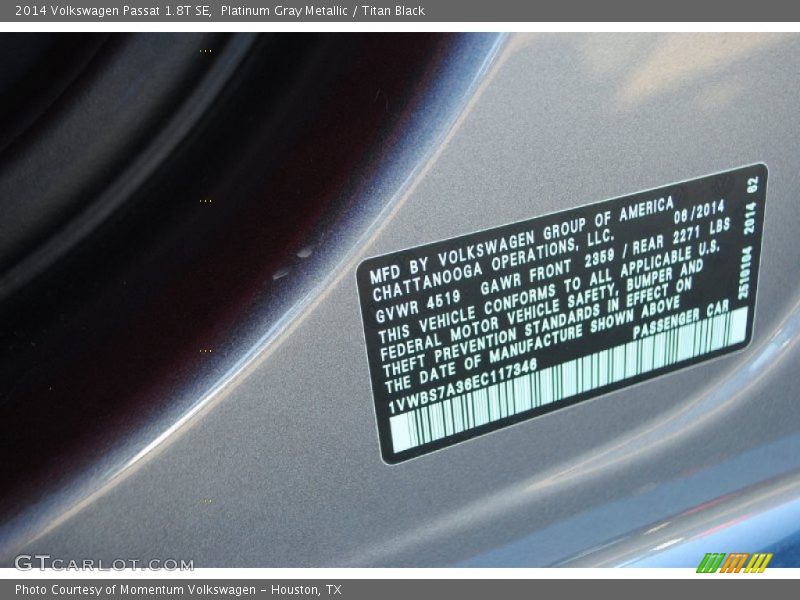 2014 Volkswagen Passat 1.8T SE,  Platinum Gray Metallic / Titan Black
MFD BY VOLKSWAGEN GROUP OF AMERICA
CHATTANOOGA OPERATIONS, LLC. 06/2014
GVWR 4519 GAWR FRONT 2359 / REAR 2271 LBS
THIS VEHICLE CONFORMS TO ALL APPLICABLE U.S.
FEDERAL MOTOR VEHICLE SAFETY, BUMPER AND
THEFT PREVENTION STANDARDS IN EFFECT ON
THE DATE OF MANUFACTURE SHOWN ABOVE
1VWBS7A36EC117346 PASSENGER CAR
2510104 2014 02
GTCARLOT.COM
Photo Courtesy of Momentum Volkswagen - Houston, TX